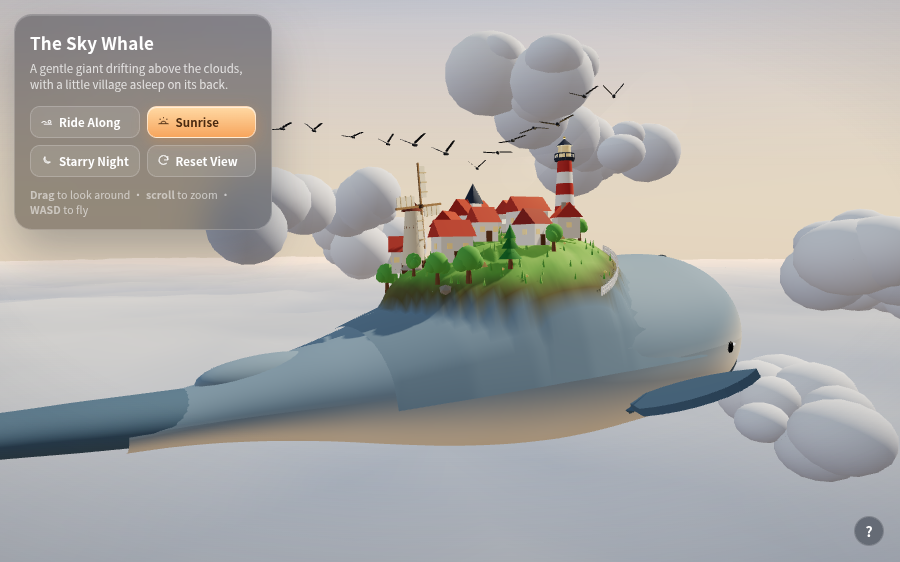 The Sky Whale
A gentle giant drifting above the clouds,
with a little village asleep on its back.
Ride Along
Sunrise
Starry Night
Reset View
Drag to look around • scroll to zoom •
WASD to fly
?